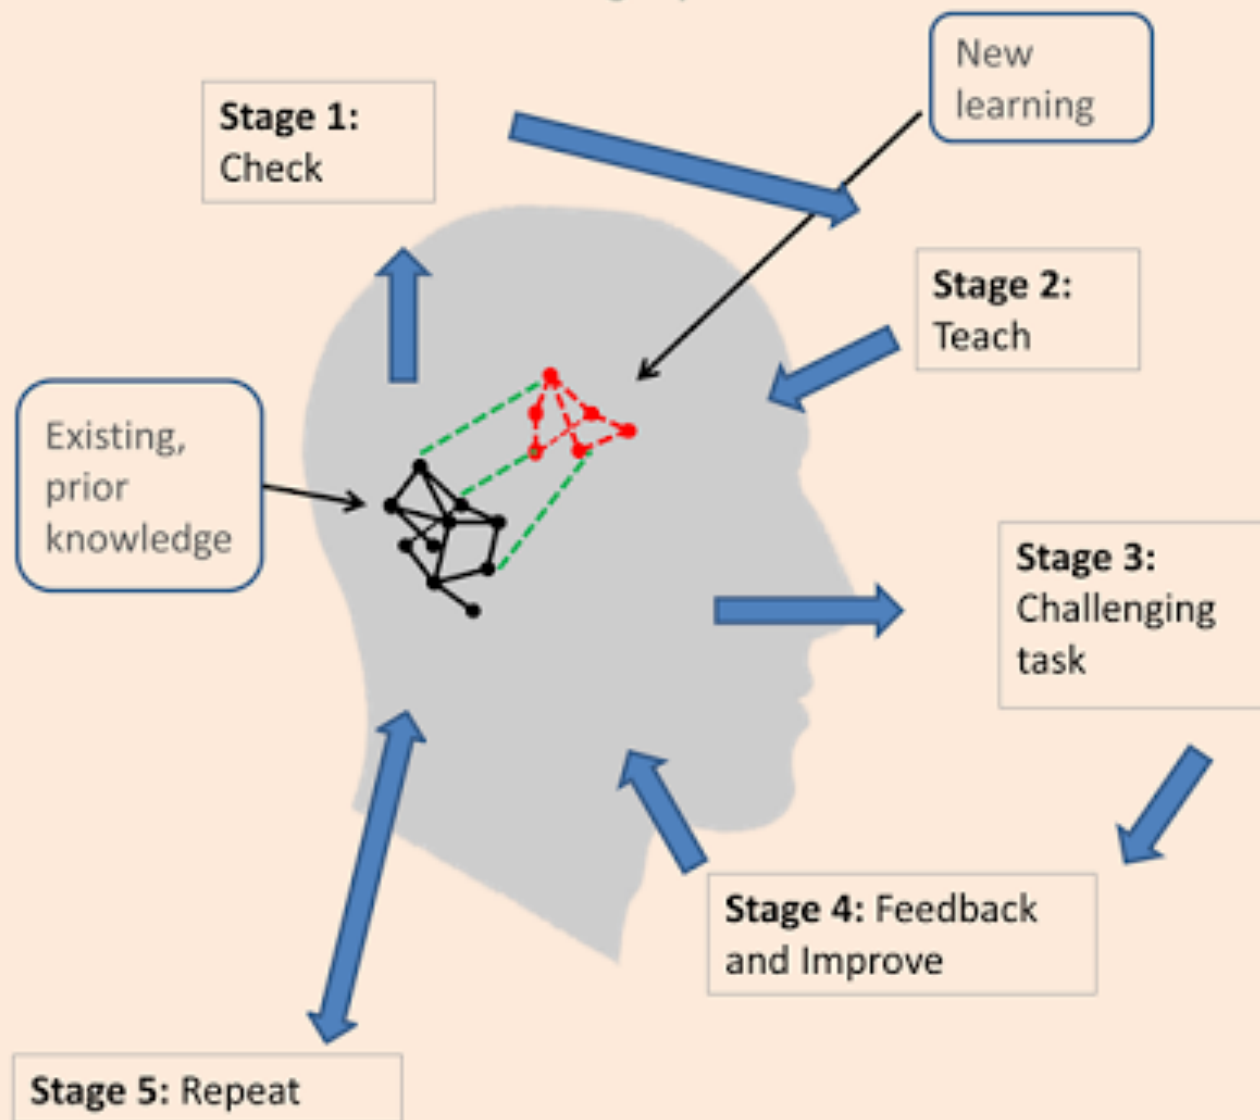 New
learning
Stage 1:
Check
Stage 2:
Teach
Existing,
prior
knowledge
Stage 3:
Challenging
task
Stage 4: Feedback
and Improve
Stage 5: Repeat